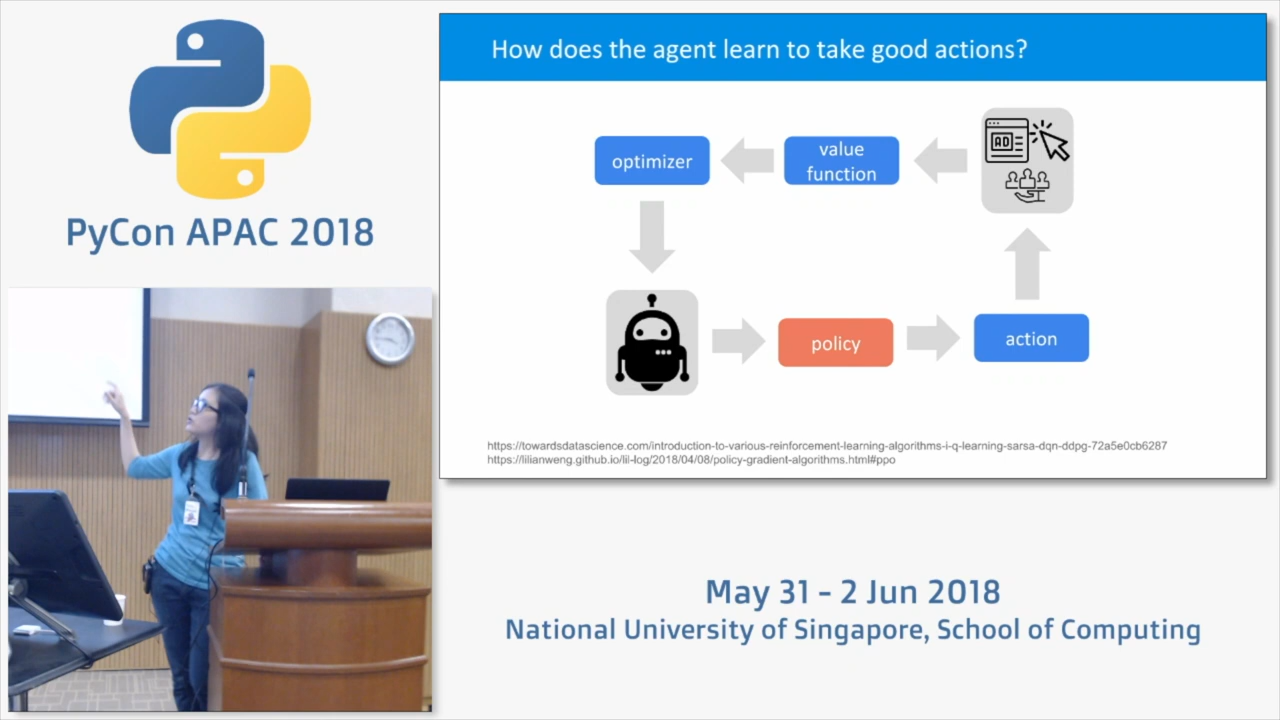 PyCon APAC 2018
How does the agent learn to take good actions?
optimizer
value
function
AD
policy
action
https://towardsdatascience.com/introduction-to-various-reinforcement-learning-algorithms-i-q-learning-sarsa-dqn-ddpg-72a5e0cb6287
https://lilianweng.github.io/lil-log/2018/04/08/policy-gradient-algorithms.html#ppo
May 31 - 2 Jun 2018
National University of Singapore, School of Computing